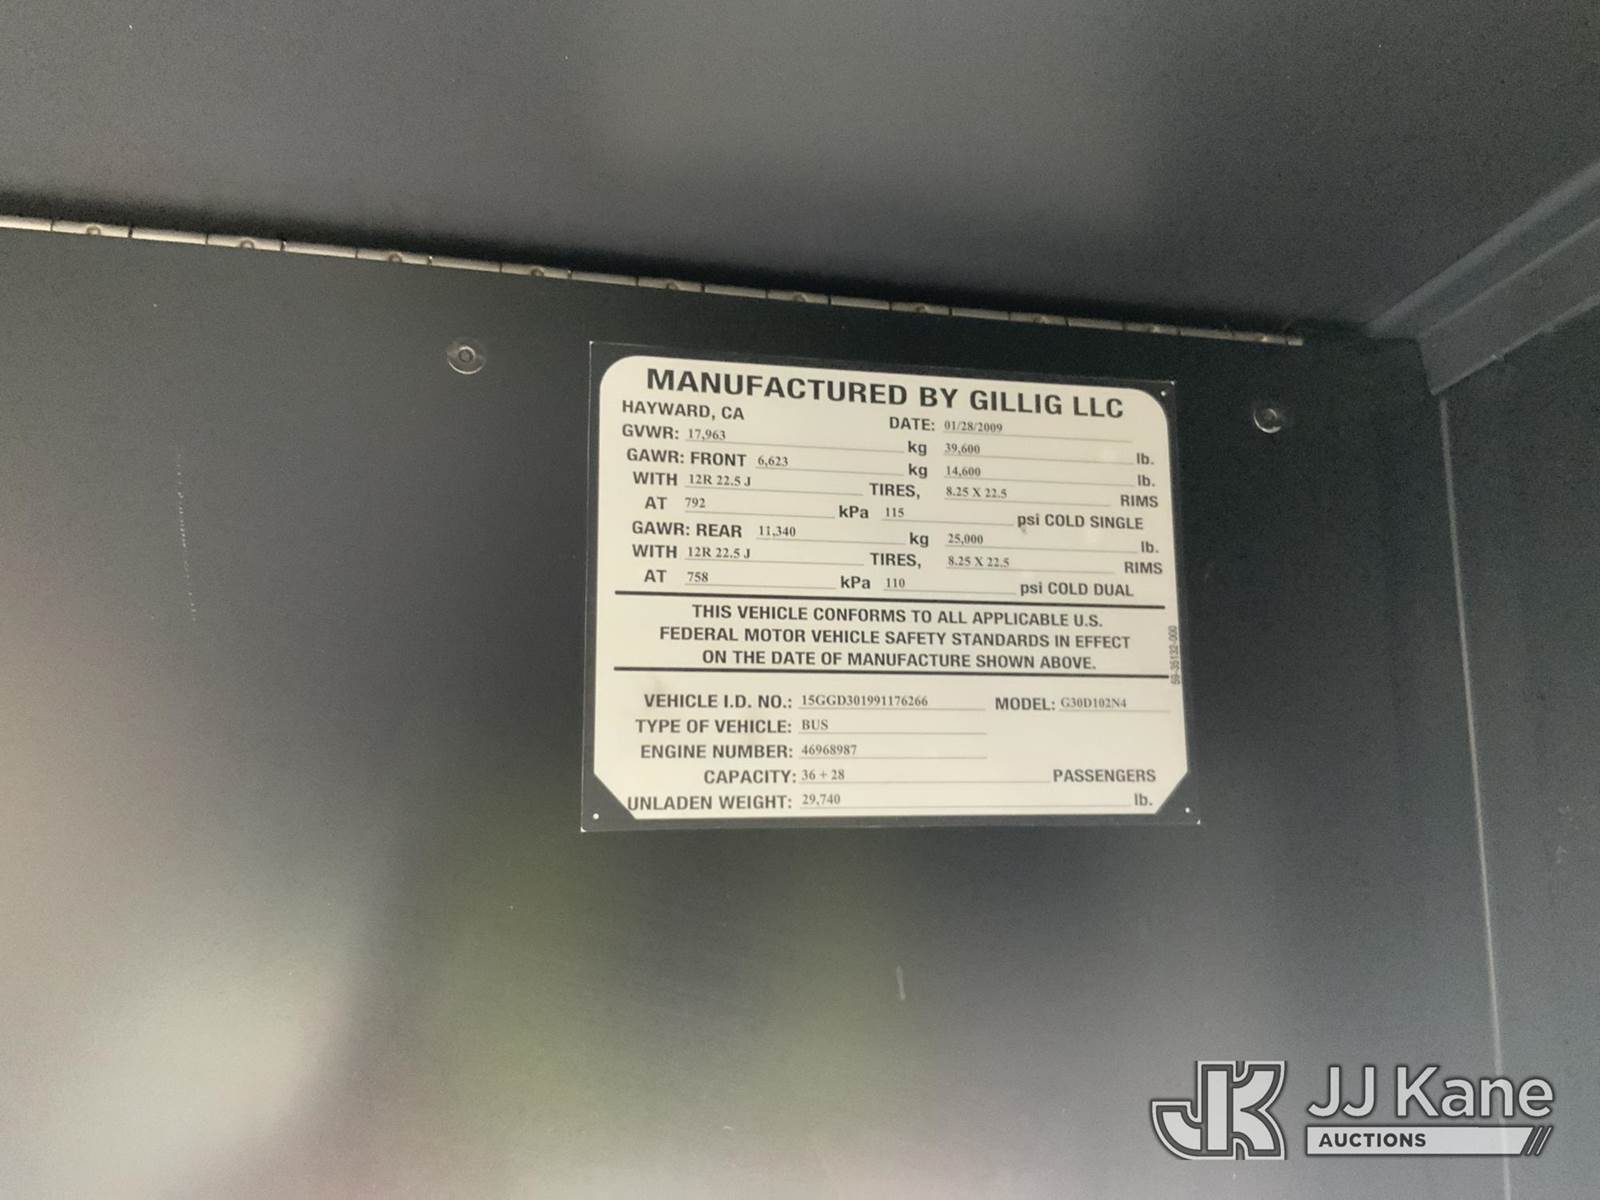 MANUFACTURED BY GILLIG LLC
HAYWARD, CA DATE: 01/28/2009
GVWR: 17,963 kg 39,600 lb.
GAWR: FRONT 6,623 kg 14,600 lb.
WITH 12R 22.5 J TIRES, 8.25 X 22.5 RIMS
AT 792 kPa 115 psi COLD SINGLE
GAWR: REAR 11,340 kg 25,000 lb.
WITH 12R 22.5 J TIRES, 8.25 X 22.5 RIMS
AT 758 kPa 110 psi COLD DUAL
THIS VEHICLE CONFORMS TO ALL APPLICABLE U.S.
FEDERAL MOTOR VEHICLE SAFETY STANDARDS IN EFFECT
ON THE DATE OF MANUFACTURE SHOWN ABOVE.
59-35132-000
VEHICLE I.D. NO.: 15GGD301991176266 MODEL: G30D102N4
TYPE OF VEHICLE: BUS
ENGINE NUMBER: 46968987
CAPACITY: 36 + 28 PASSENGERS
UNLADEN WEIGHT: 29,740 lb.
JK JJ Kane
AUCTIONS